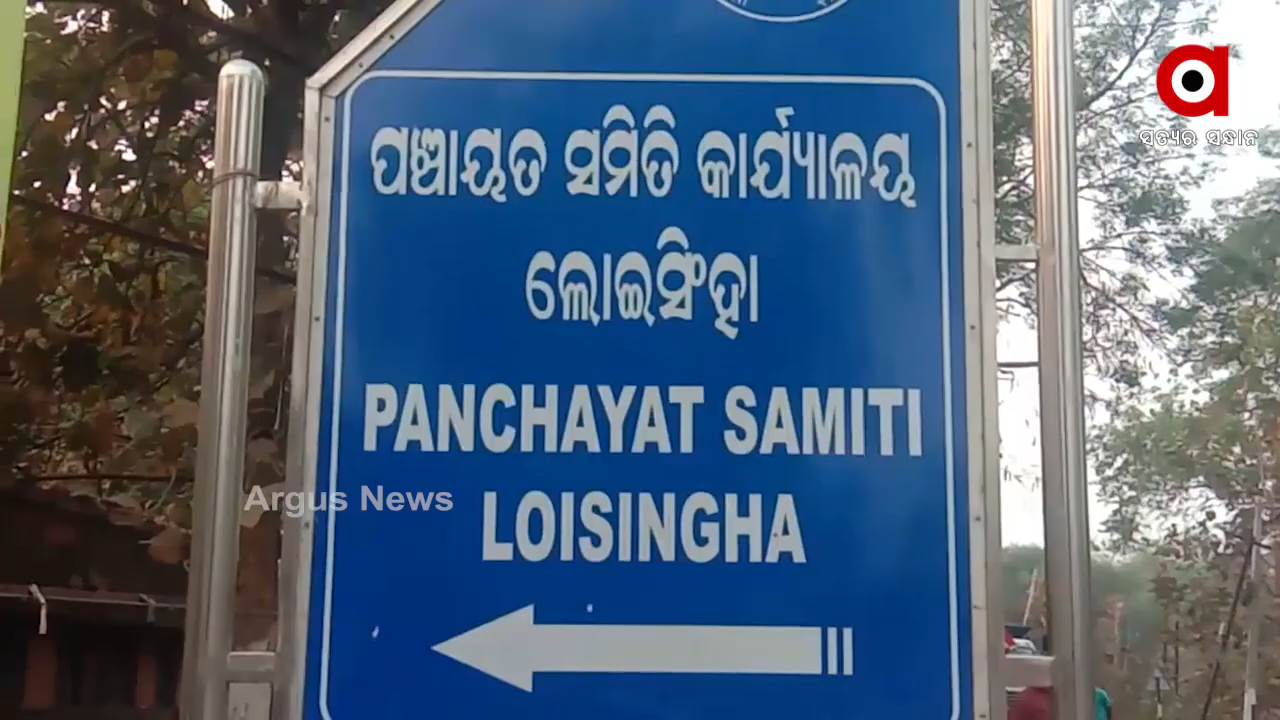 ସତ୍ୟର ସନ୍ଧାନ
ପଞ୍ଚାୟତ ସମିତି କାର୍ଯ୍ୟାଳୟ
ଲୋଇସିଂହା
PANCHAYAT SAMITI
Argus News
LOISINGHA